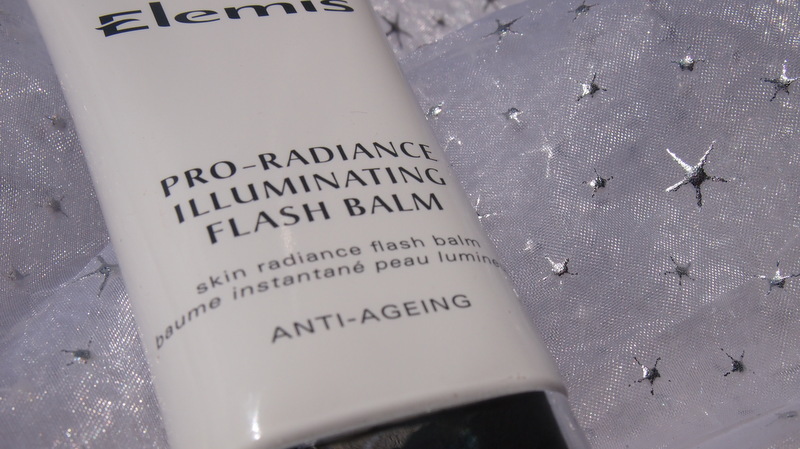 Elemis
PRO-RADIANCE
ILLUMINATING
FLASH BALM
skin radiance flash balm
baume instantané peau
ANTI-AGEING